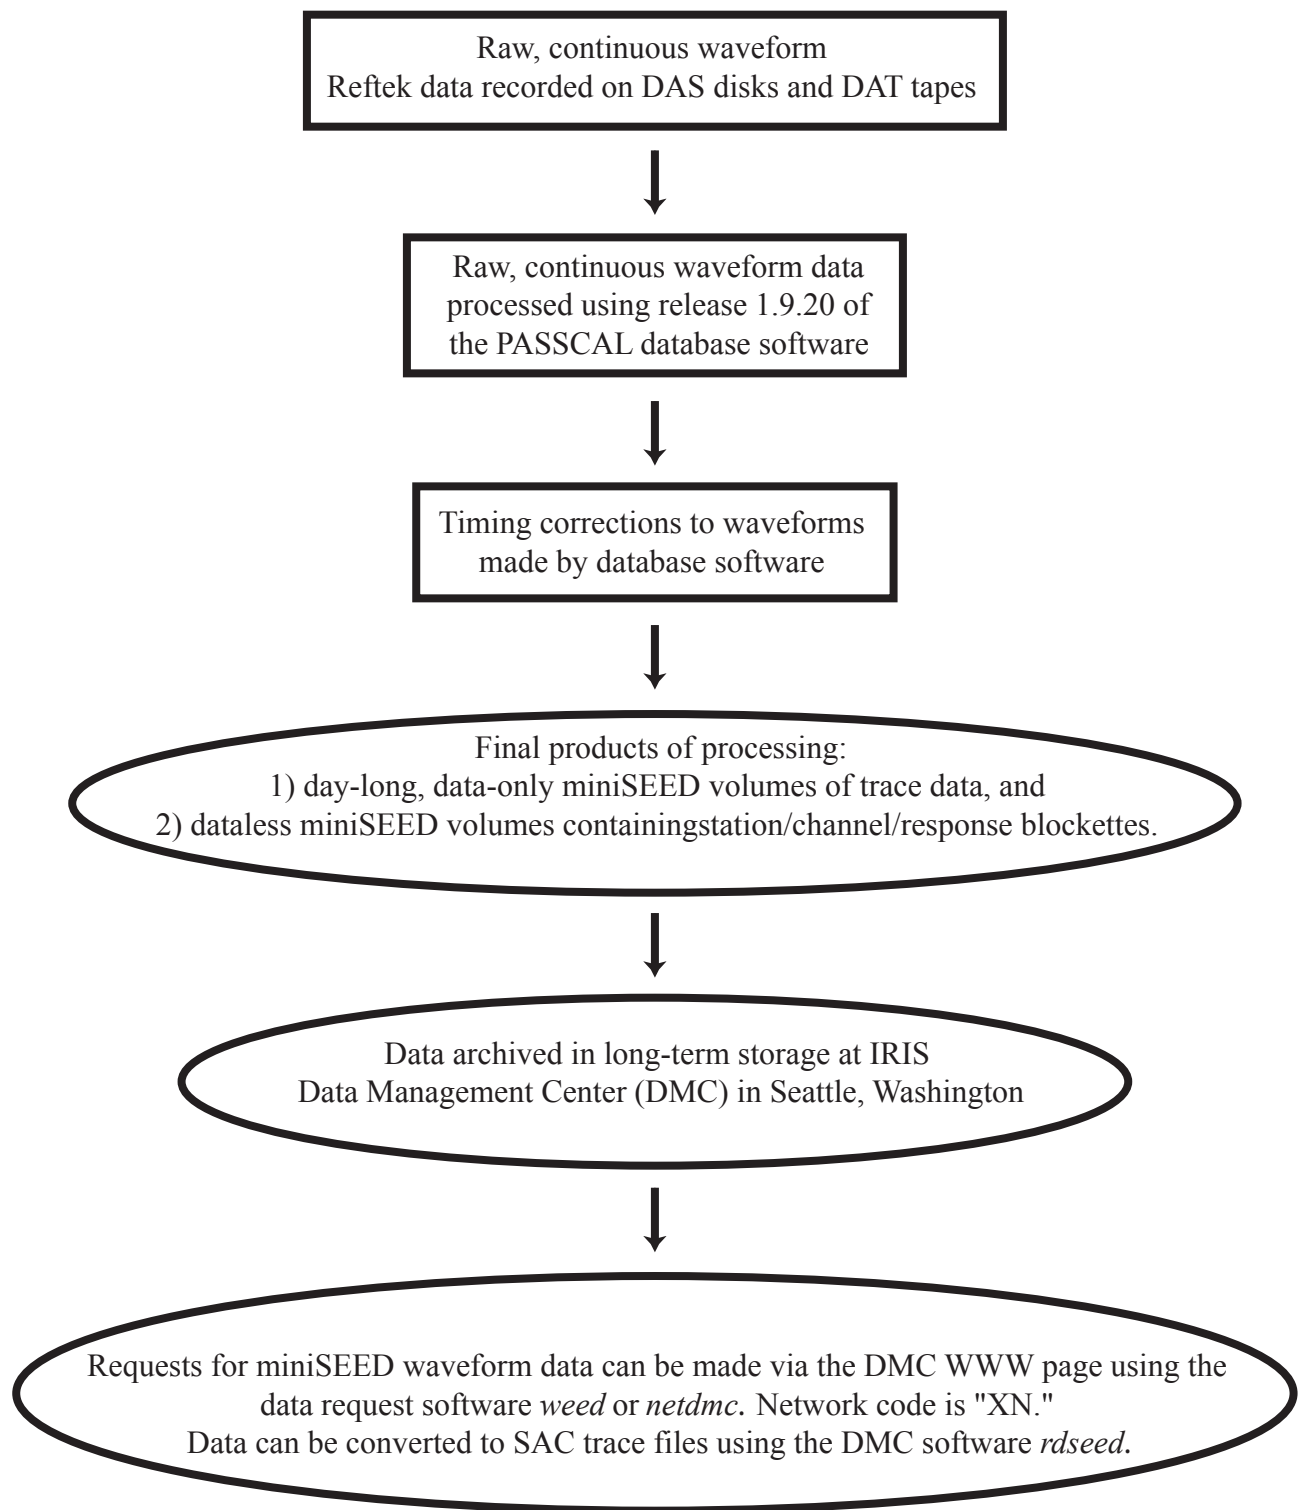 Raw, continuous waveform
Reftek data recorded on DAS disks and DAT tapes
Raw, continuous waveform data
processed using release 1.9.20 of
the PASSCAL database software
Timing corrections to waveforms
made by database software
Final products of processing:
1) day-long, data-only miniSEED volumes of trace data, and
2) dataless miniSEED volumes containingstation/channel/response blockettes.
Data archived in long-term storage at IRIS
Data Management Center (DMC) in Seattle, Washington
Requests for miniSEED waveform data can be made via the DMC WWW page using the
data request software weed or netdmc. Network code is "XN."
Data can be converted to SAC trace files using the DMC software rdseed.